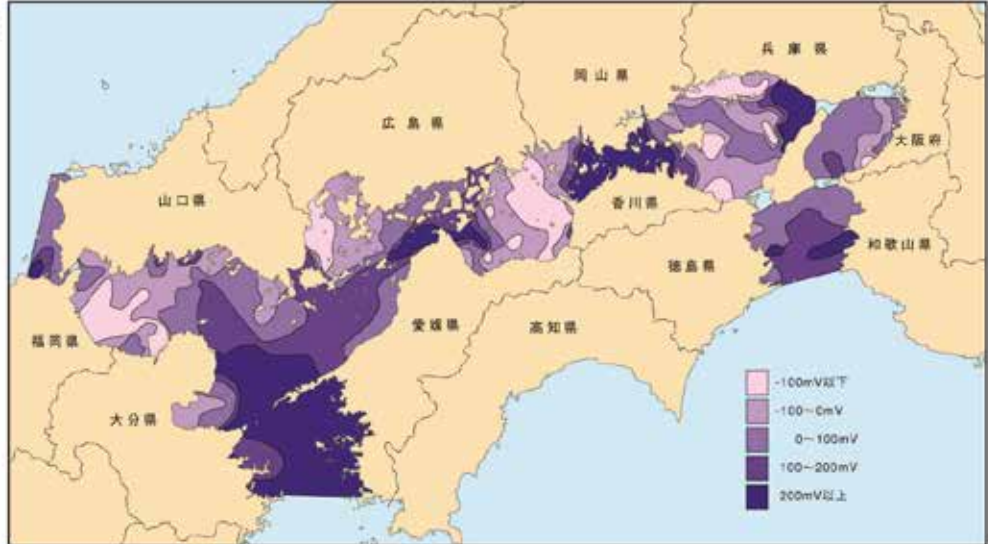 兵庫県
岡山県
広島県
大阪府
山口県
香川県
和歌山県
徳島県
愛媛県
高知県
福岡県
大分県
-100mV以下
-100～0mV
0～100mV
100～200mV
200mV以上